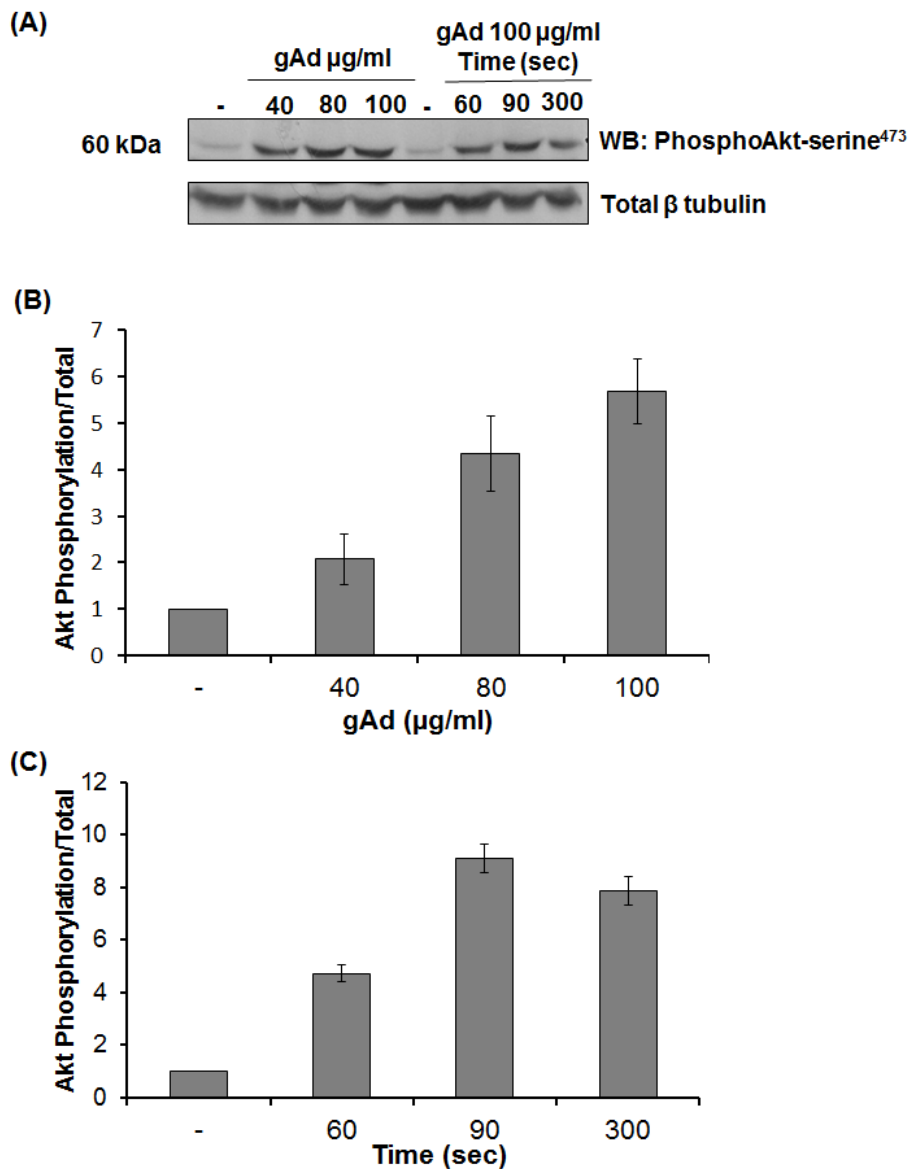 (A)
gAd µg/ml
gAd 100 µg/ml
Time (sec)
- 40 80 100 - 60 90 300
60 kDa
WB: PhosphoAkt-serine⁴⁷³
Total β tubulin
(B)
Akt Phosphorylation/Total
7
6
5
4
3
2
1
0
- 40 80 100
gAd (µg/ml)
(C)
Akt Phosphorylation/Total
12
10
8
6
4
2
0
- 60 90 300
Time (sec)